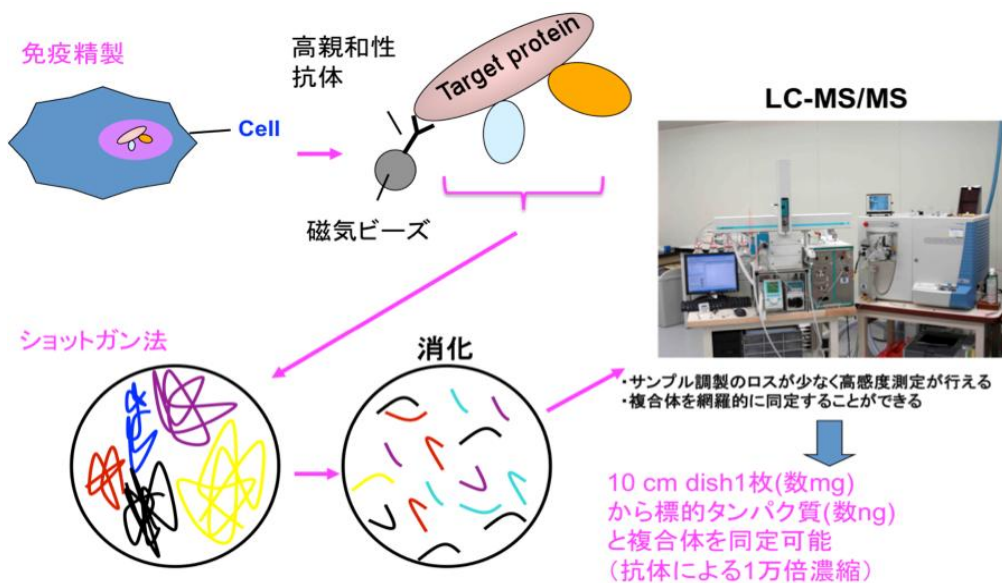 免疫精製
Cell
高親和性
抗体
Target protein
磁気ビーズ
LC-MS/MS
ショットガン法
消化
・サンプル調製のロスが少なく高感度測定が行える
・複合体を網羅的に同定することができる
10 cm dish1枚(数mg)
から標的タンパク質(数ng)
と複合体を同定可能
（抗体による1万倍濃縮）